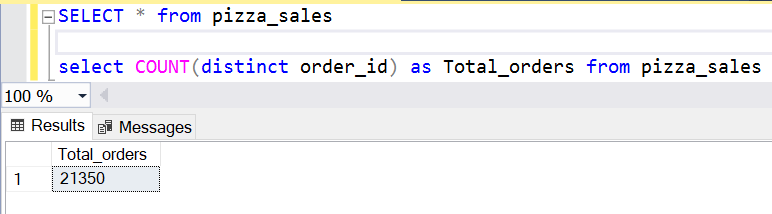 SELECT * from pizza_sales
select COUNT(distinct order_id) as Total_orders from pizza_sales
100 %
Results Messages
Total_orders
1 21350